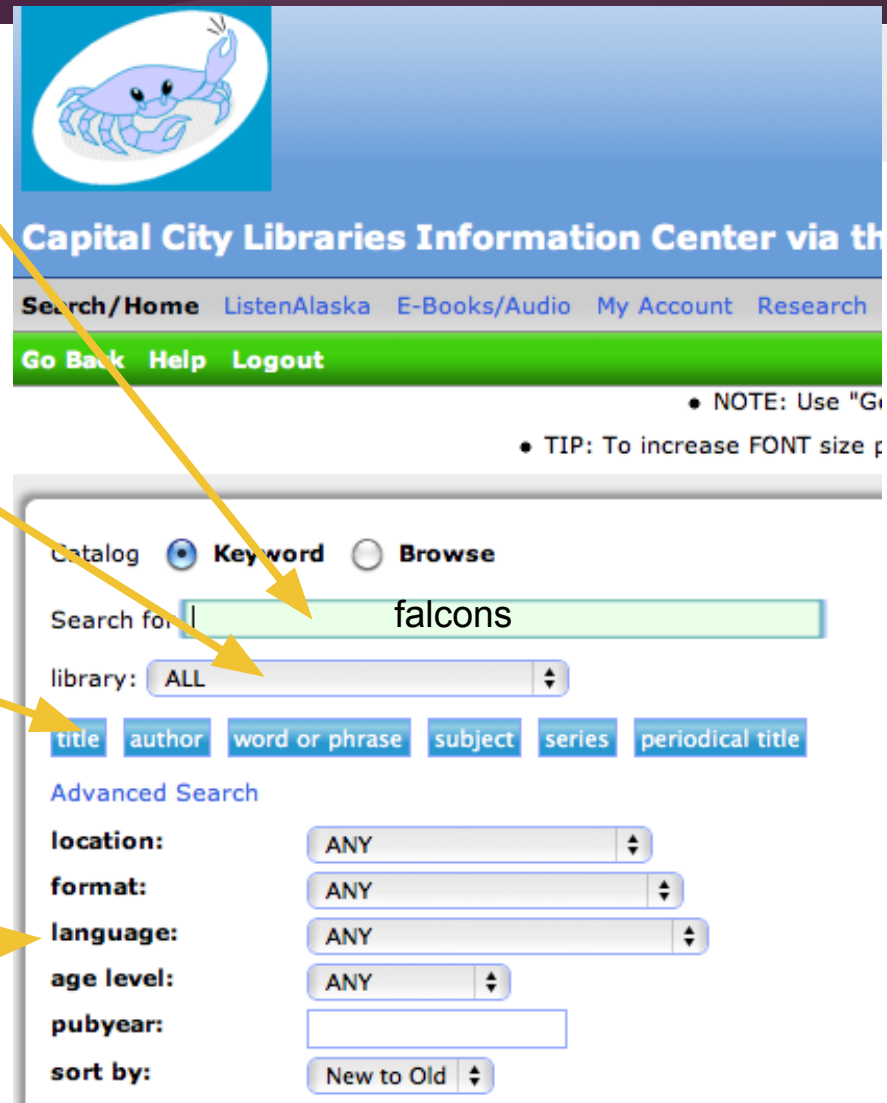 Capital City Libraries Information Center via th
Search/Home ListenAlaska E-Books/Audio My Account Research
Go Back Help Logout
• NOTE: Use "Go
• TIP: To increase FONT size p
Catalog Keyword Browse
Search for falcons
library: ALL
title author word or phrase subject series periodical title
Advanced Search
location: ANY
format: ANY
language: ANY
age level: ANY
pubyear:
sort by: New to Old